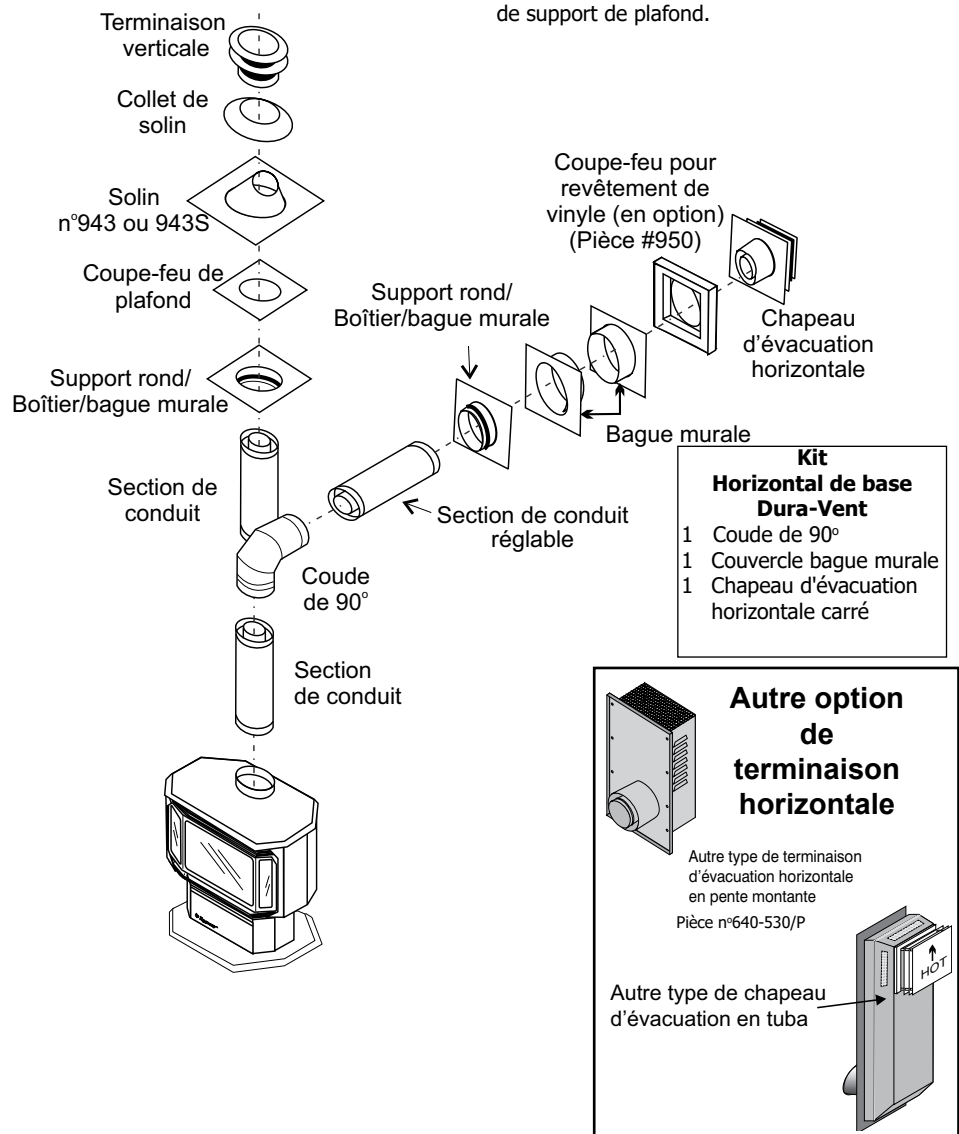 de support de plafond.
Terminaison
verticale
Collet de
solin
Solin
n°943 ou 943S
Coupe-feu de
plafond
Support rond/
Boîtier/bague murale
Section de
conduit
Coude
de 90°
Section
de conduit
Section de conduit
réglable
Support rond/
Boîtier/bague murale
Bague murale
Coupe-feu pour
revêtement de
vinyle (en option)
(Pièce #950)
Chapeau
d'évacuation
horizontale
Kit
Horizontal de base
Dura-Vent
1 Coude de 90°
1 Couvercle bague murale
1 Chapeau d'évacuation
horizontale carré
Autre option
de
terminaison
horizontale
Autre type de terminaison
d'évacuation horizontale
en pente montante
Pièce n°640-530/P
Autre type de chapeau
d'évacuation en tuba
HOT